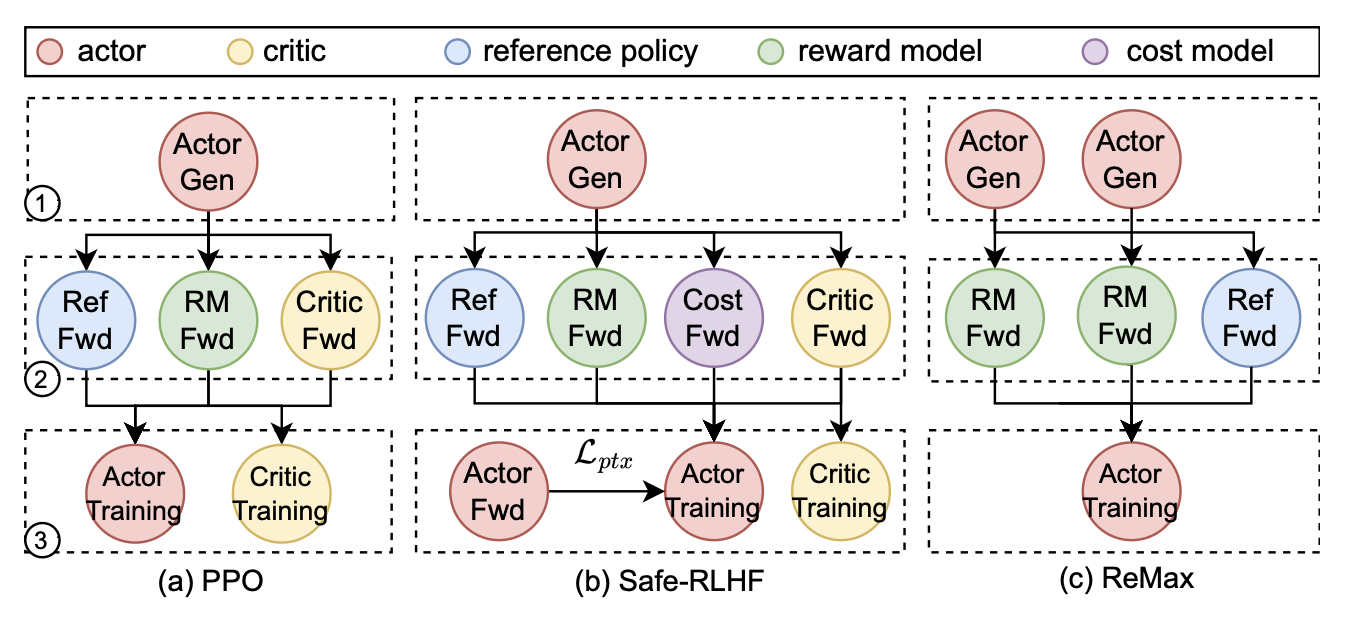 actor critic reference policy reward model cost model
Actor
Gen
1
Ref
Fwd
RM
Fwd
Critic
Fwd
2
Actor
Training
Critic
Training
3
(a) PPO
Actor
Gen
Ref
Fwd
RM
Fwd
Cost
Fwd
Critic
Fwd
Actor
Fwd
ℒptx
Actor
Training
Critic
Training
(b) Safe-RLHF
Actor
Gen
Actor
Gen
RM
Fwd
RM
Fwd
Ref
Fwd
Actor
Training
(c) ReMax